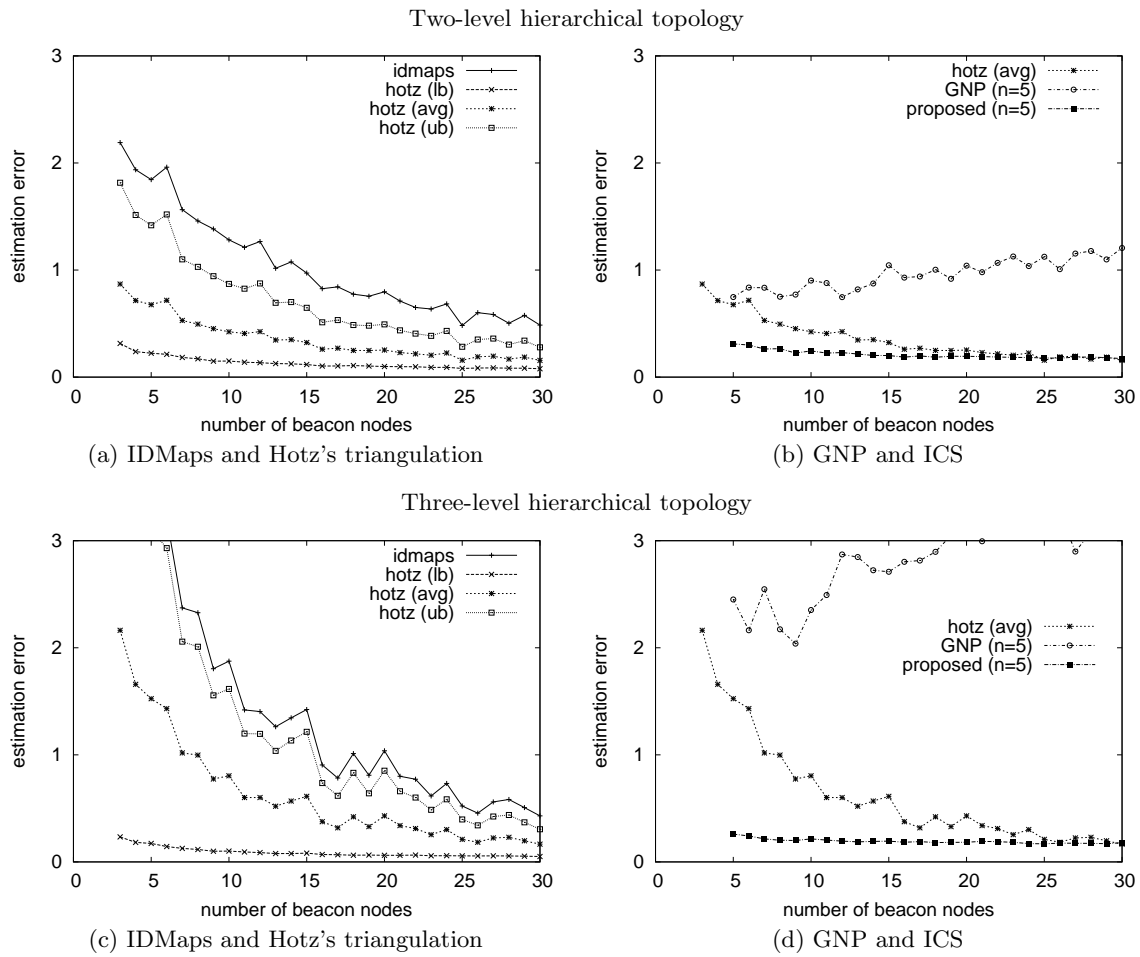 Two-level hierarchical topology
3
2
1
0
estimation error
idmaps
hotz (lb)
hotz (avg)
hotz (ub)
0 5 10 15 20 25 30
number of beacon nodes
(a) IDMaps and Hotz's triangulation
3
2
1
0
estimation error
hotz (avg)
GNP (n=5)
proposed (n=5)
0 5 10 15 20 25 30
number of beacon nodes
(b) GNP and ICS
Three-level hierarchical topology
3
2
1
0
estimation error
idmaps
hotz (lb)
hotz (avg)
hotz (ub)
0 5 10 15 20 25 30
number of beacon nodes
(c) IDMaps and Hotz's triangulation
3
2
1
0
estimation error
hotz (avg)
GNP (n=5)
proposed (n=5)
0 5 10 15 20 25 30
number of beacon nodes
(d) GNP and ICS